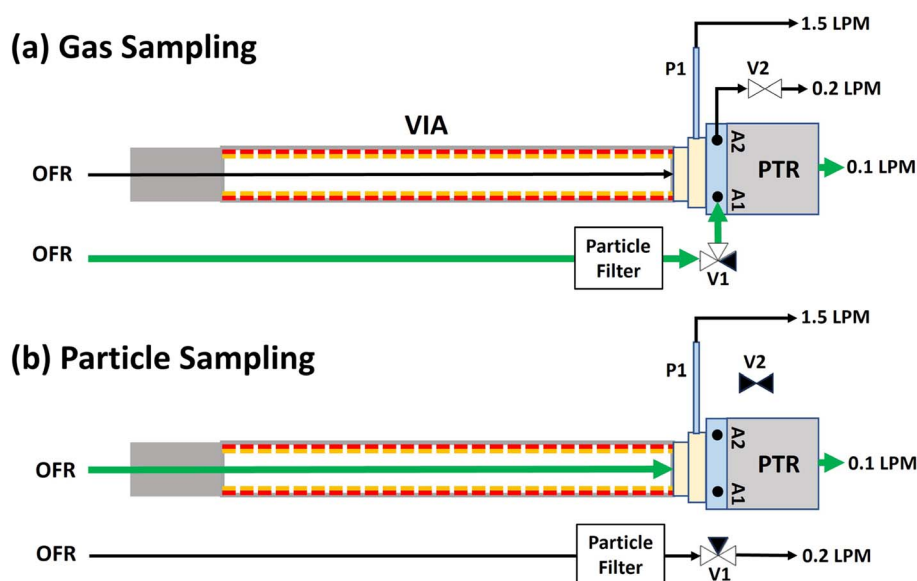 (a) Gas Sampling
1.5 LPM
P1
V2
0.2 LPM
VIA
A2
OFR
PTR
0.1 LPM
A1
OFR
Particle
Filter
V1
(b) Particle Sampling
1.5 LPM
P1
V2
A2
OFR
PTR
0.1 LPM
A1
OFR
Particle
Filter
0.2 LPM
V1